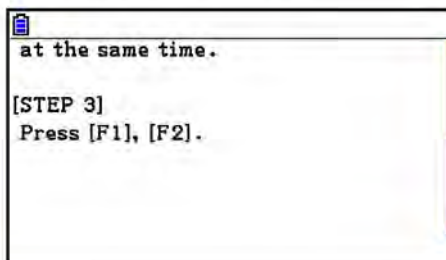 at the same time.
[STEP 3]
Press [F1], [F2].